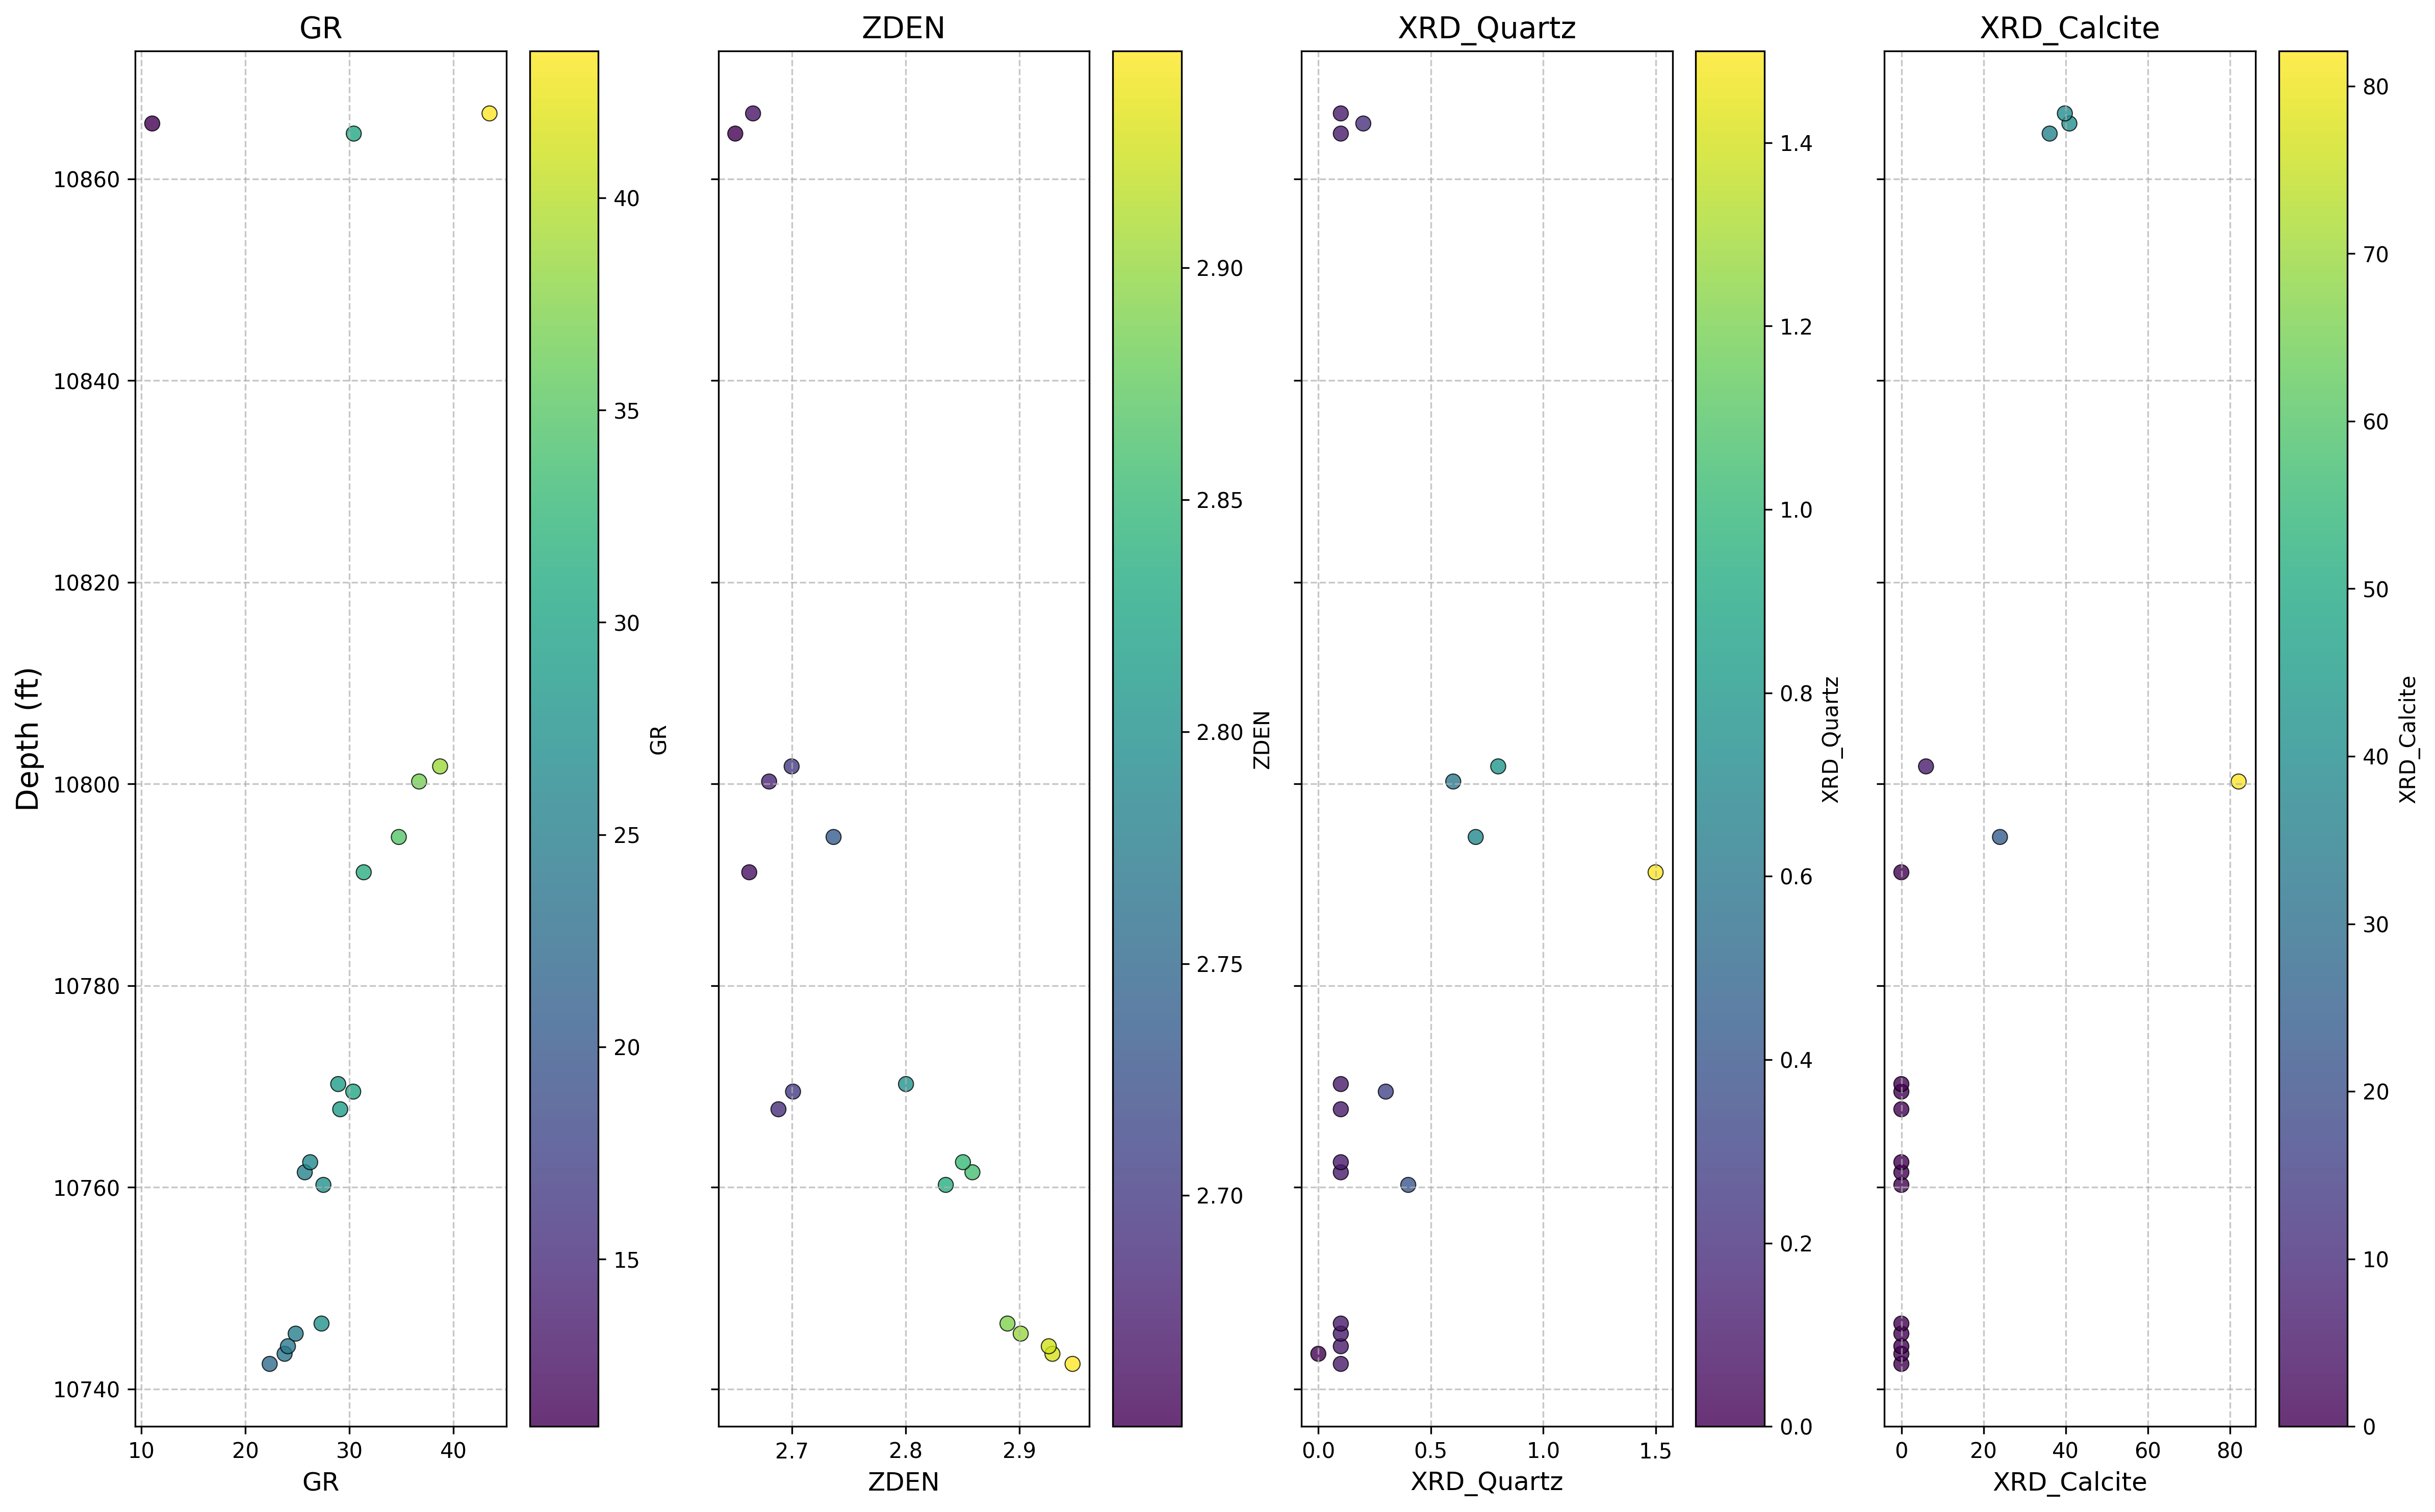 GR
ZDEN
XRD_Quartz
XRD_Calcite
Depth (ft)
10860
10840
10820
10800
10780
10760
10740
10 20 30 40
GR
40
35
30
25
20
15
GR
2.7 2.8 2.9
ZDEN
2.90
2.85
2.80
2.75
2.70
ZDEN
0.0 0.5 1.0 1.5
XRD_Quartz
1.4
1.2
1.0
0.8
0.6
0.4
0.2
0.0
XRD_Quartz
0 20 40 60 80
XRD_Calcite
80
70
60
50
40
30
20
10
0
XRD_Calcite